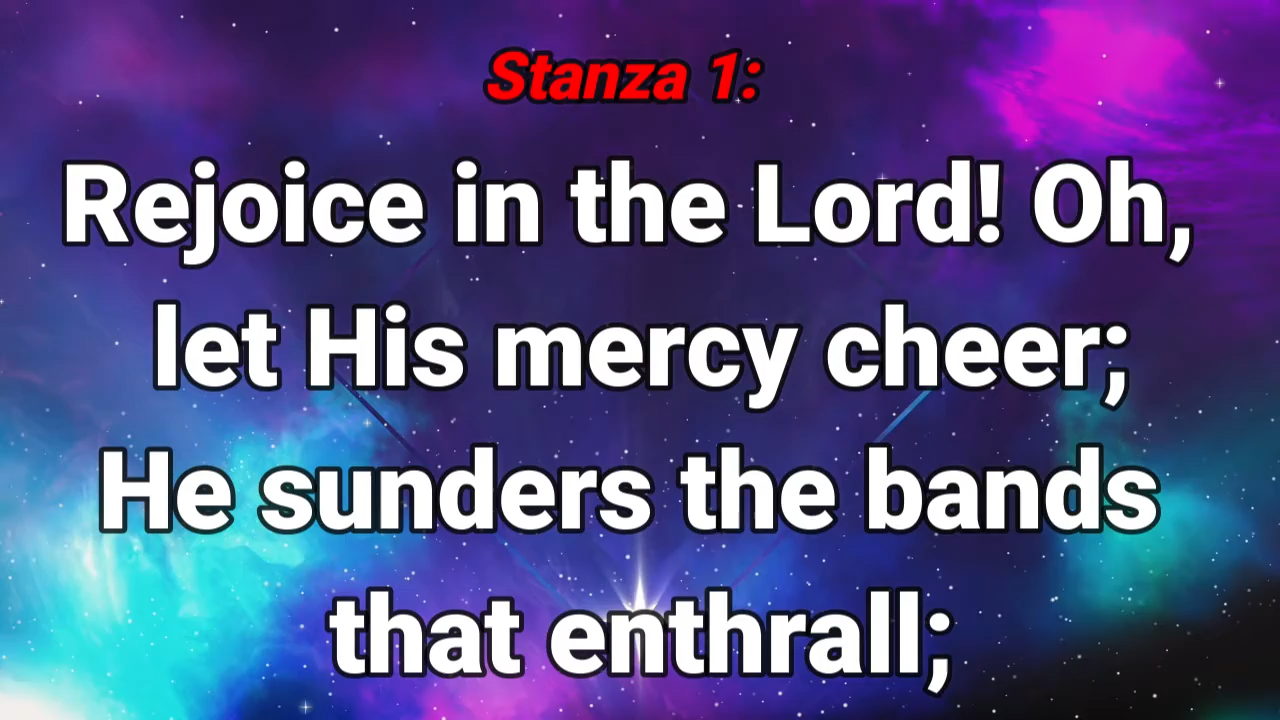 Stanza 1:
Rejoice in the Lord! Oh,
let His mercy cheer;
He sunders the bands
that enthrall;